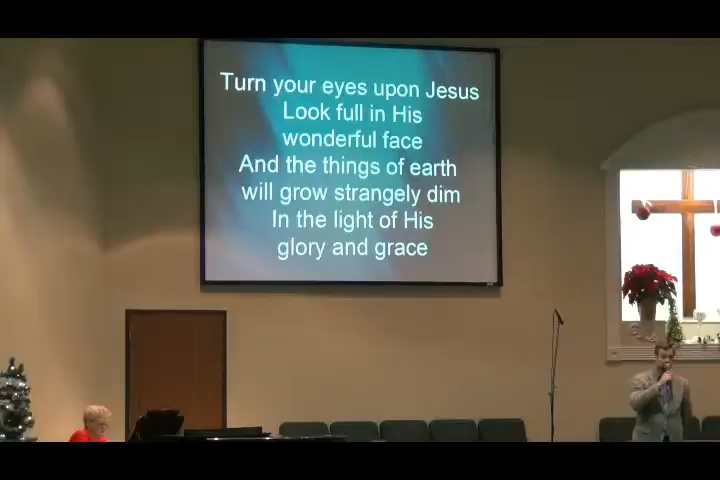 Turn your eyes upon Jesus
Look full in His
wonderful face
And the things of earth
will grow strangely dim
In the light of His
glory and grace